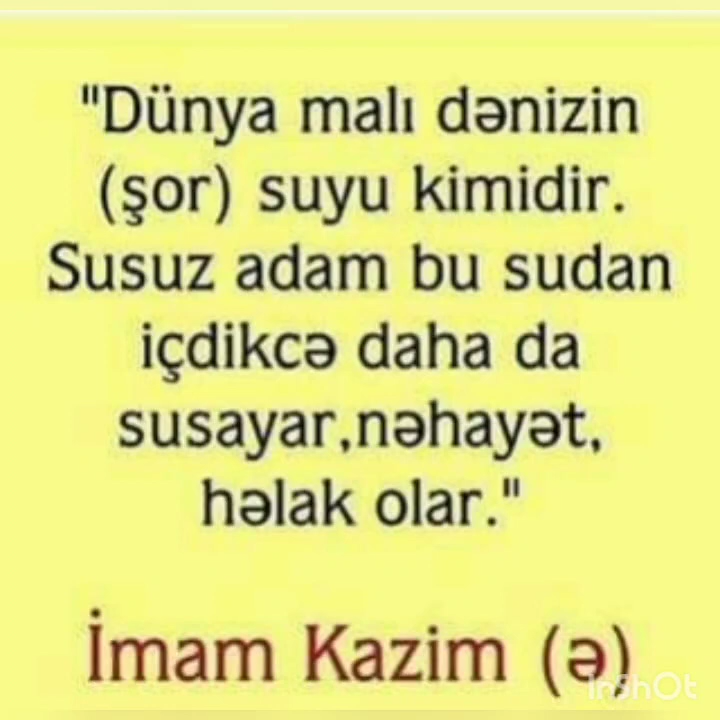 "Dünya malı dənizin
(şor) suyu kimidir.
Susuz adam bu sudan
içdikcə daha da
susayar,nəhayət,
həlak olar."
İmam Kazim (ə)
InShOt